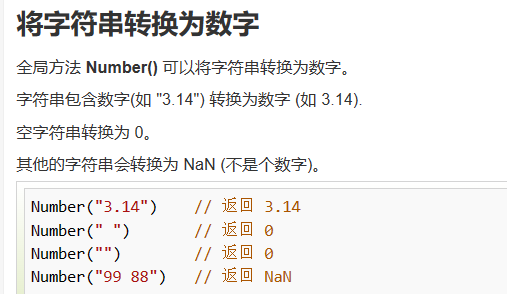 将字符串转换为数字
全局方法 Number() 可以将字符串转换为数字。
字符串包含数字(如 "3.14") 转换为数字 (如 3.14).
空字符串转换为 0。
其他的字符串会转换为 NaN (不是个数字)。
Number("3.14")    // 返回 3.14
Number(" ")       // 返回 0
Number("")        // 返回 0
Number("99 88")   // 返回 NaN